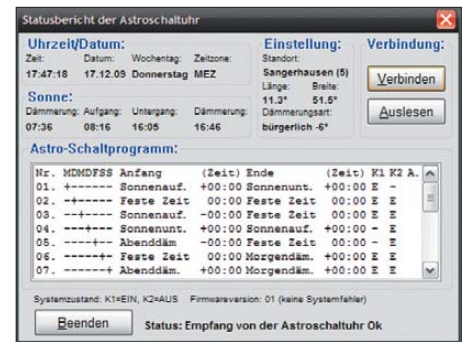 Statusbericht der Astroschaltuhr
Uhrzeit/Datum:
Zeit: Datum: Wochentag: Zeitzone:
17:47:18 17.12.09 Donnerstag MEZ
Sonne:
Dämmerung: Aufgang: Untergang: Dämmerung:
07:36 08:16 16:05 16:46
Einstellung:
Standort:
Sangerhausen (5)
Länge: Breite:
11.3° 51.5°
Dämmerungsart:
bürgerlich -6°
Verbindung:
Verbinden
Auslesen
Astro-Schaltprogramm:
Nr. MDMDFSS Anfang (Zeit) Ende (Zeit) K1 K2 A.
01. +------ Sonnenauf. +00:00 Sonnenunt. +00:00 E -
02. -+----- Feste Zeit 00:00 Feste Zeit 00:00 E E
03. --+---- Sonnenauf. -00:00 Feste Zeit 00:00 E E
04. ---+--- Sonnenunt. +00:00 Sonnenauf. +00:00 - E
05. ----+-- Abenddäm -00:00 Feste Zeit 00:00 - E
06. -----+- Feste Zeit 00:00 Morgendäm. +00:00 E E
07. ------+ Abenddäm. +00:00 Morgendäm. +00:00 E E
Systemzustand: K1=EIN, K2=AUS Firmwareversion: 01 (keine Systemfehler)
Beenden
Status: Empfang von der Astroschaltuhr Ok